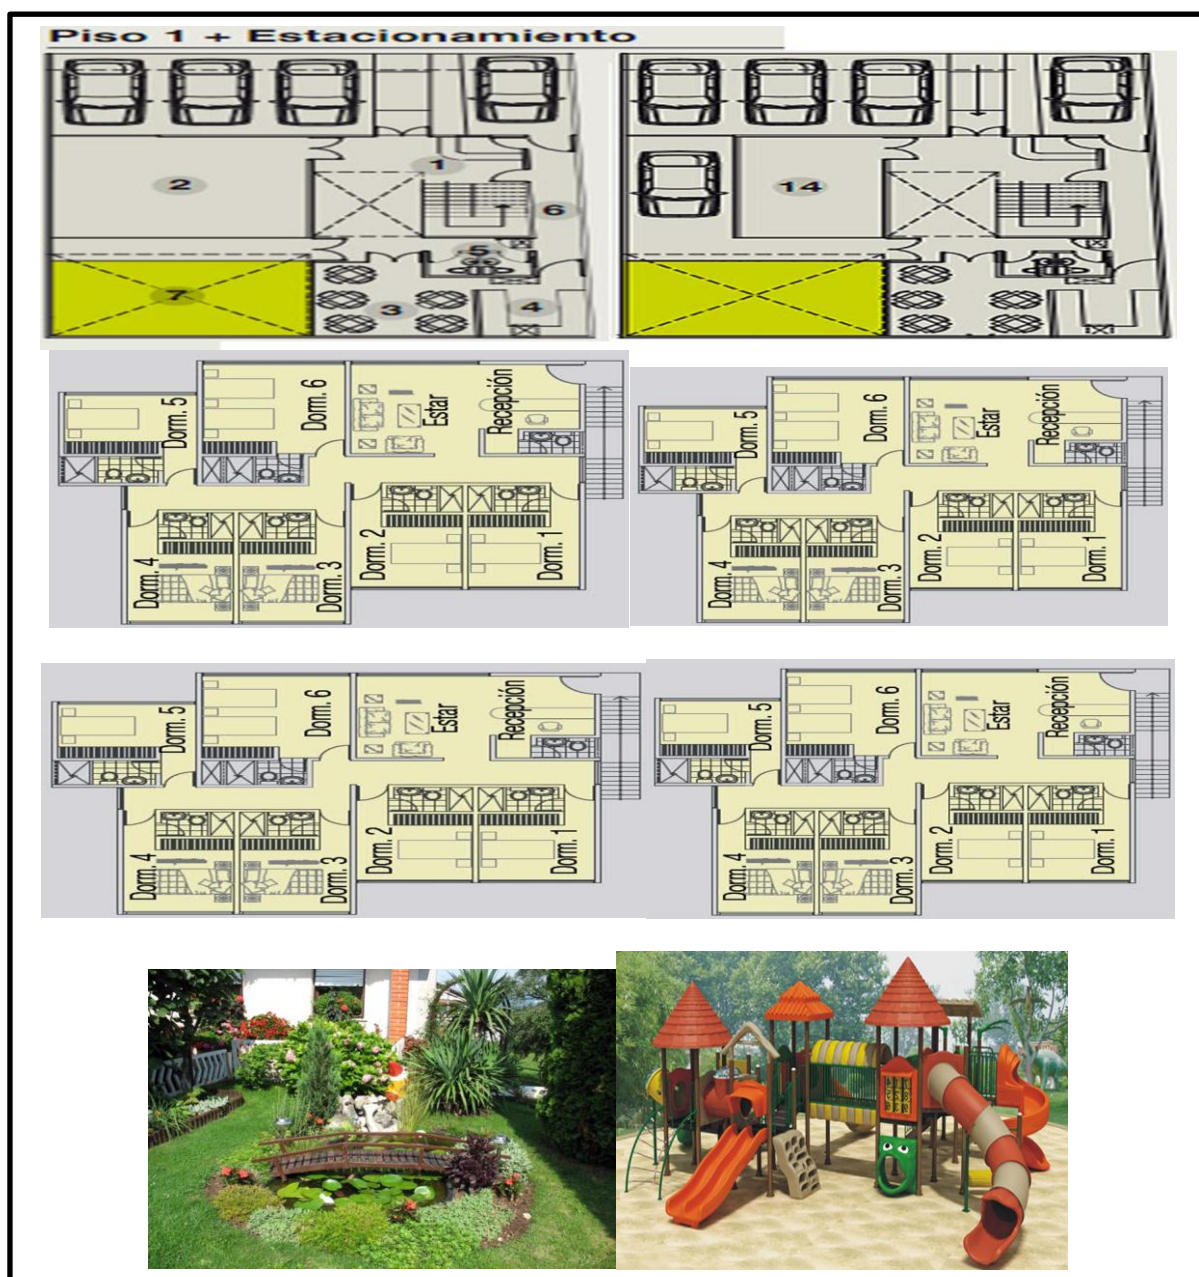 Piso 1 + Estacionamiento
1
2
14
6
5
7
3
4
Dorm. 5
Dorm. 6
Estar
Recepción
Dorm. 4
Dorm. 3
Dorm. 2
Dorm. 1
Dorm. 5
Dorm. 6
Estar
Recepción
Dorm. 4
Dorm. 3
Dorm. 2
Dorm. 1
Dorm. 5
Dorm. 6
Estar
Recepción
Dorm. 4
Dorm. 3
Dorm. 2
Dorm. 1
Dorm. 5
Dorm. 6
Estar
Recepción
Dorm. 4
Dorm. 3
Dorm. 2
Dorm. 1